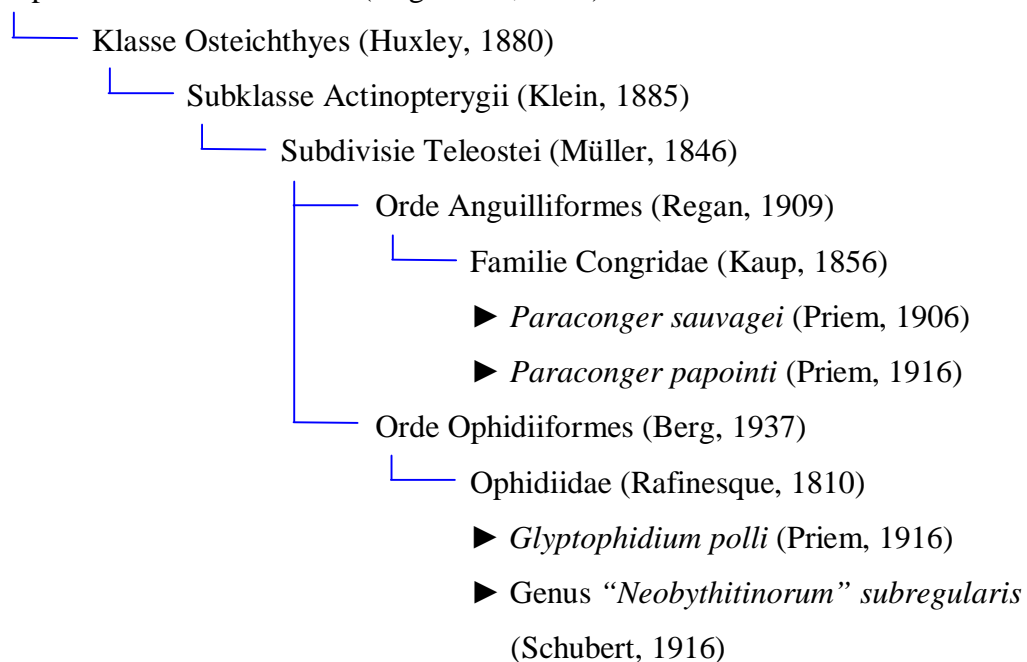 Klasse Osteichthyes (Huxley, 1880)
Subklasse Actinopterygii (Klein, 1885)
Subdivisie Teleostei (Müller, 1846)
Orde Anguilliformes (Regan, 1909)
Familie Congridae (Kaup, 1856)
► Paraconger sauvagei (Priem, 1906)
► Paraconger papointi (Priem, 1916)
Orde Ophidiiformes (Berg, 1937)
Ophidiidae (Rafinesque, 1810)
► Glyptophidium polli (Priem, 1916)
► Genus “Neobythitinorum” subregularis
(Schubert, 1916)